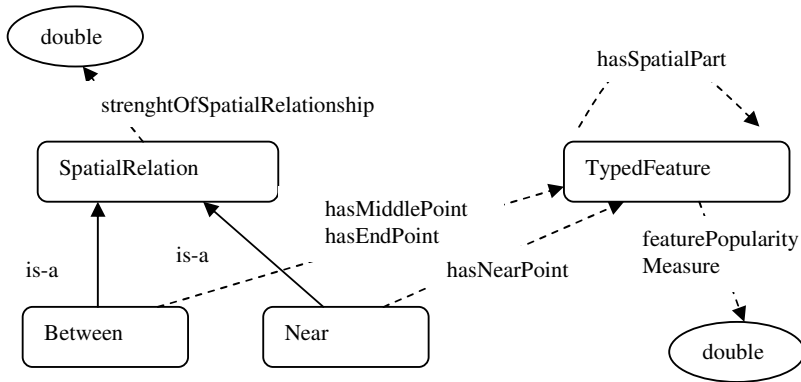 double
hasSpatialPart
strenghtOfSpatialRelationship
SpatialRelation
TypedFeature
hasMiddlePoint
hasEndPoint
featurePopularity
Measure
is-a
is-a
hasNearPoint
Between
Near
double